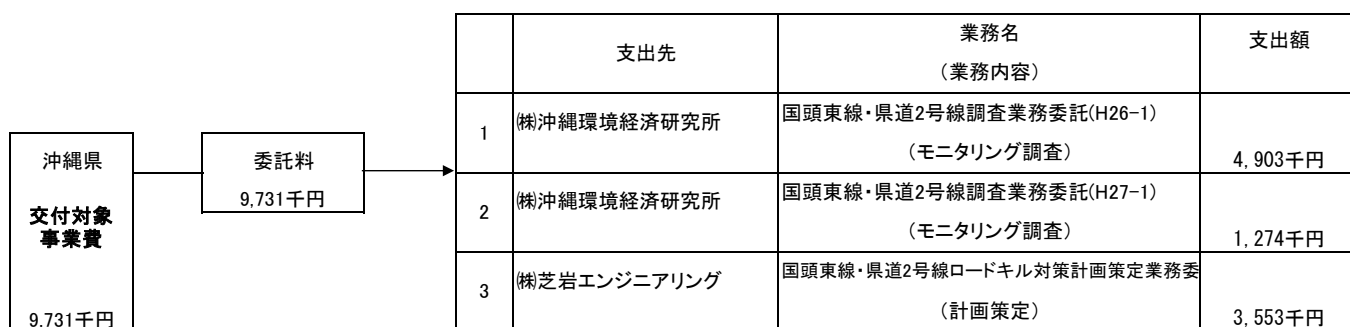 沖縄県
交付対象
事業費
9,731千円
委託料
9,731千円
支出先
業務名
（業務内容）
支出額
1
㈱沖縄環境経済研究所
国頭東線・県道2号線調査業務委託(H26-1)
（モニタリング調査）
4,903千円
2
㈱沖縄環境経済研究所
国頭東線・県道2号線調査業務委託(H27-1)
（モニタリング調査）
1,274千円
3
㈱芝岩エンジニアリング
国頭東線・県道2号線ロードキル対策計画策定業務委
（計画策定）
3,553千円